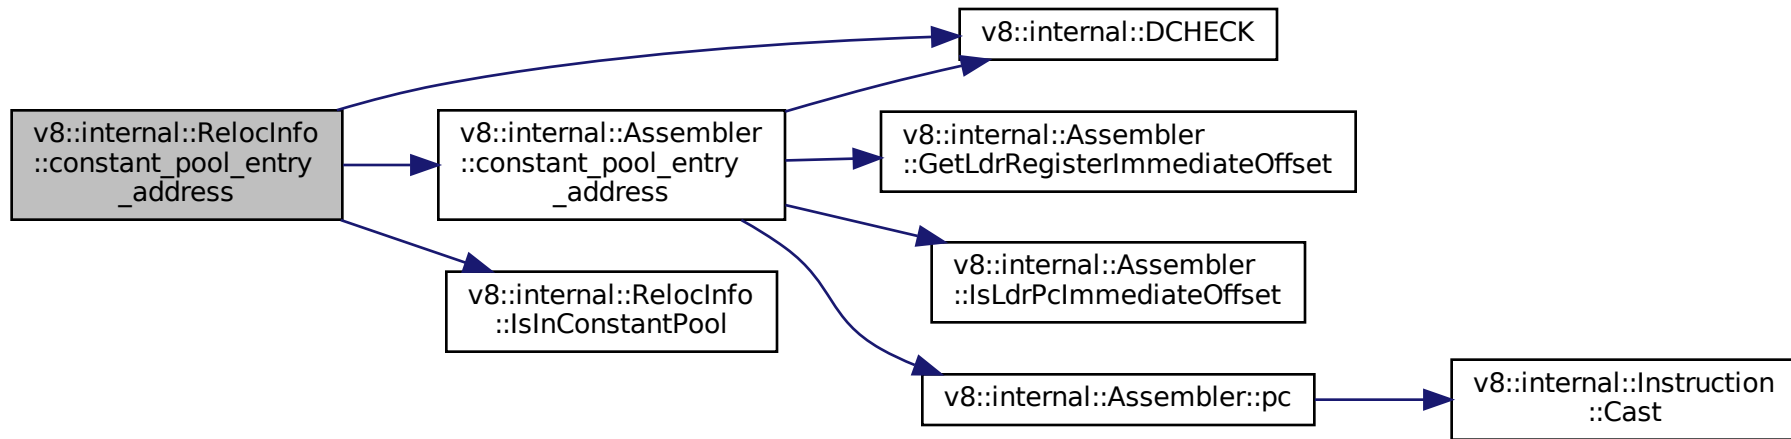 v8::internal::RelocInfo
::constant_pool_entry
_address
v8::internal::DCHECK
v8::internal::Assembler
::constant_pool_entry
_address
v8::internal::RelocInfo
::IsInConstantPool
v8::internal::Assembler
::GetLdrRegisterImmediateOffset
v8::internal::Assembler
::IsLdrPcImmediateOffset
v8::internal::Assembler::pc
v8::internal::Instruction
::Cast